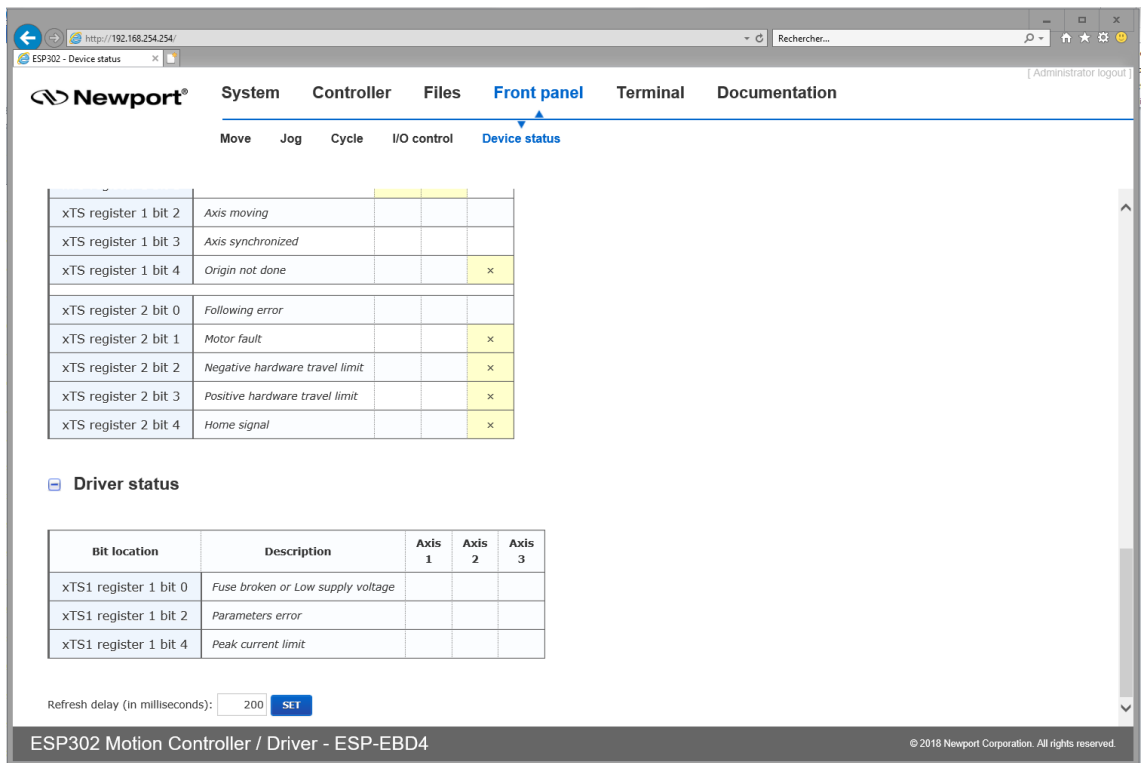 http://192.168.254.254/
Rechercher...
ESP302 - Device status
[ Administrator logout ]
Newport®
System Controller Files Front panel Terminal Documentation
Move Jog Cycle I/O control Device status
xTS register 1 bit 2 Axis moving
xTS register 1 bit 3 Axis synchronized
xTS register 1 bit 4 Origin not done ×
xTS register 2 bit 0 Following error
xTS register 2 bit 1 Motor fault ×
xTS register 2 bit 2 Negative hardware travel limit ×
xTS register 2 bit 3 Positive hardware travel limit ×
xTS register 2 bit 4 Home signal ×
Driver status
Bit location Description Axis 1 Axis 2 Axis 3
xTS1 register 1 bit 0 Fuse broken or Low supply voltage
xTS1 register 1 bit 2 Parameters error
xTS1 register 1 bit 4 Peak current limit
Refresh delay (in milliseconds): 200 SET
ESP302 Motion Controller / Driver - ESP-EBD4
© 2018 Newport Corporation. All rights reserved.